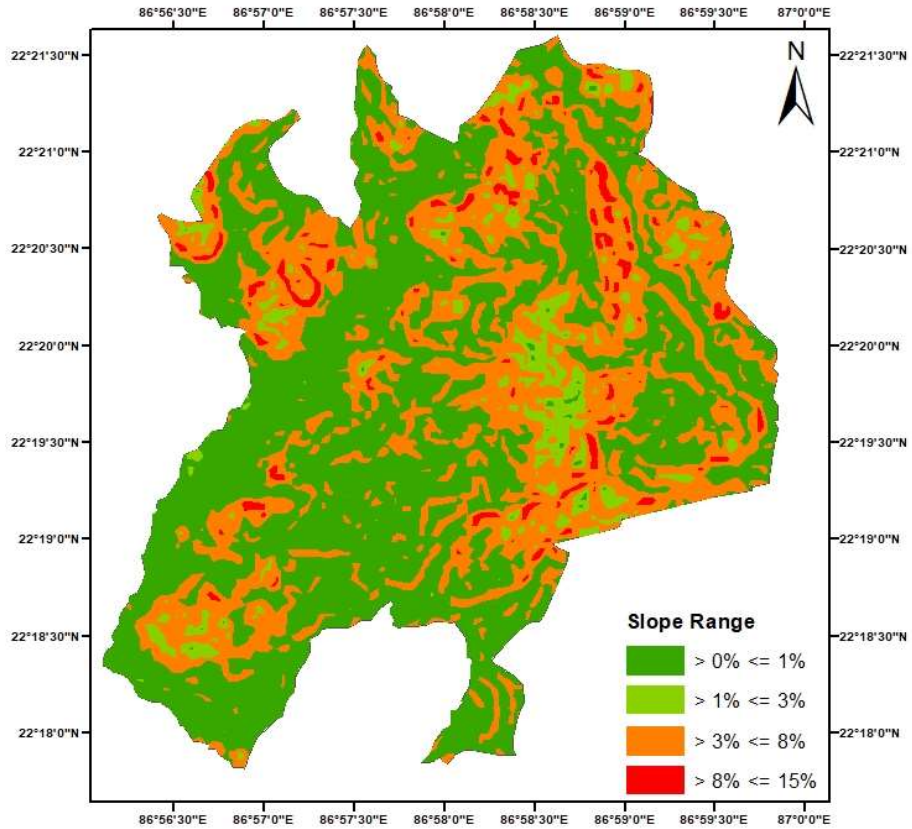 86°56'30"E 86°57'0"E 86°57'30"E 86°58'0"E 86°58'30"E 86°59'0"E 86°59'30"E 87°0'0"E
22°21'30"N 22°21'30"N
N
22°21'0"N 22°21'0"N
22°20'30"N 22°20'30"N
22°20'0"N 22°20'0"N
22°19'30"N 22°19'30"N
22°19'0"N 22°19'0"N
22°18'30"N 22°18'30"N
Slope Range
> 0% <= 1%
> 1% <= 3%
22°18'0"N 22°18'0"N
> 3% <= 8%
> 8% <= 15%
86°56'30"E 86°57'0"E 86°57'30"E 86°58'0"E 86°58'30"E 86°59'0"E 86°59'30"E 87°0'0"E